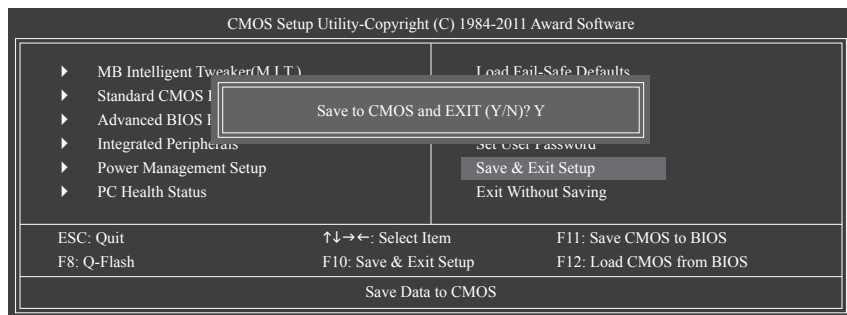 CMOS Setup Utility-Copyright (C) 1984-2011 Award Software
MB Intelligent Tweaker(M.I.T.)
Standard CMOS
Advanced BIOS
Integrated Peripherals
Power Management Setup
PC Health Status
Load Fail-Safe Defaults
Set User Password
Save & Exit Setup
Exit Without Saving
Save to CMOS and EXIT (Y/N)? Y
ESC: Quit
↑↓→←: Select Item
F11: Save CMOS to BIOS
F8: Q-Flash
F10: Save & Exit Setup
F12: Load CMOS from BIOS
Save Data to CMOS